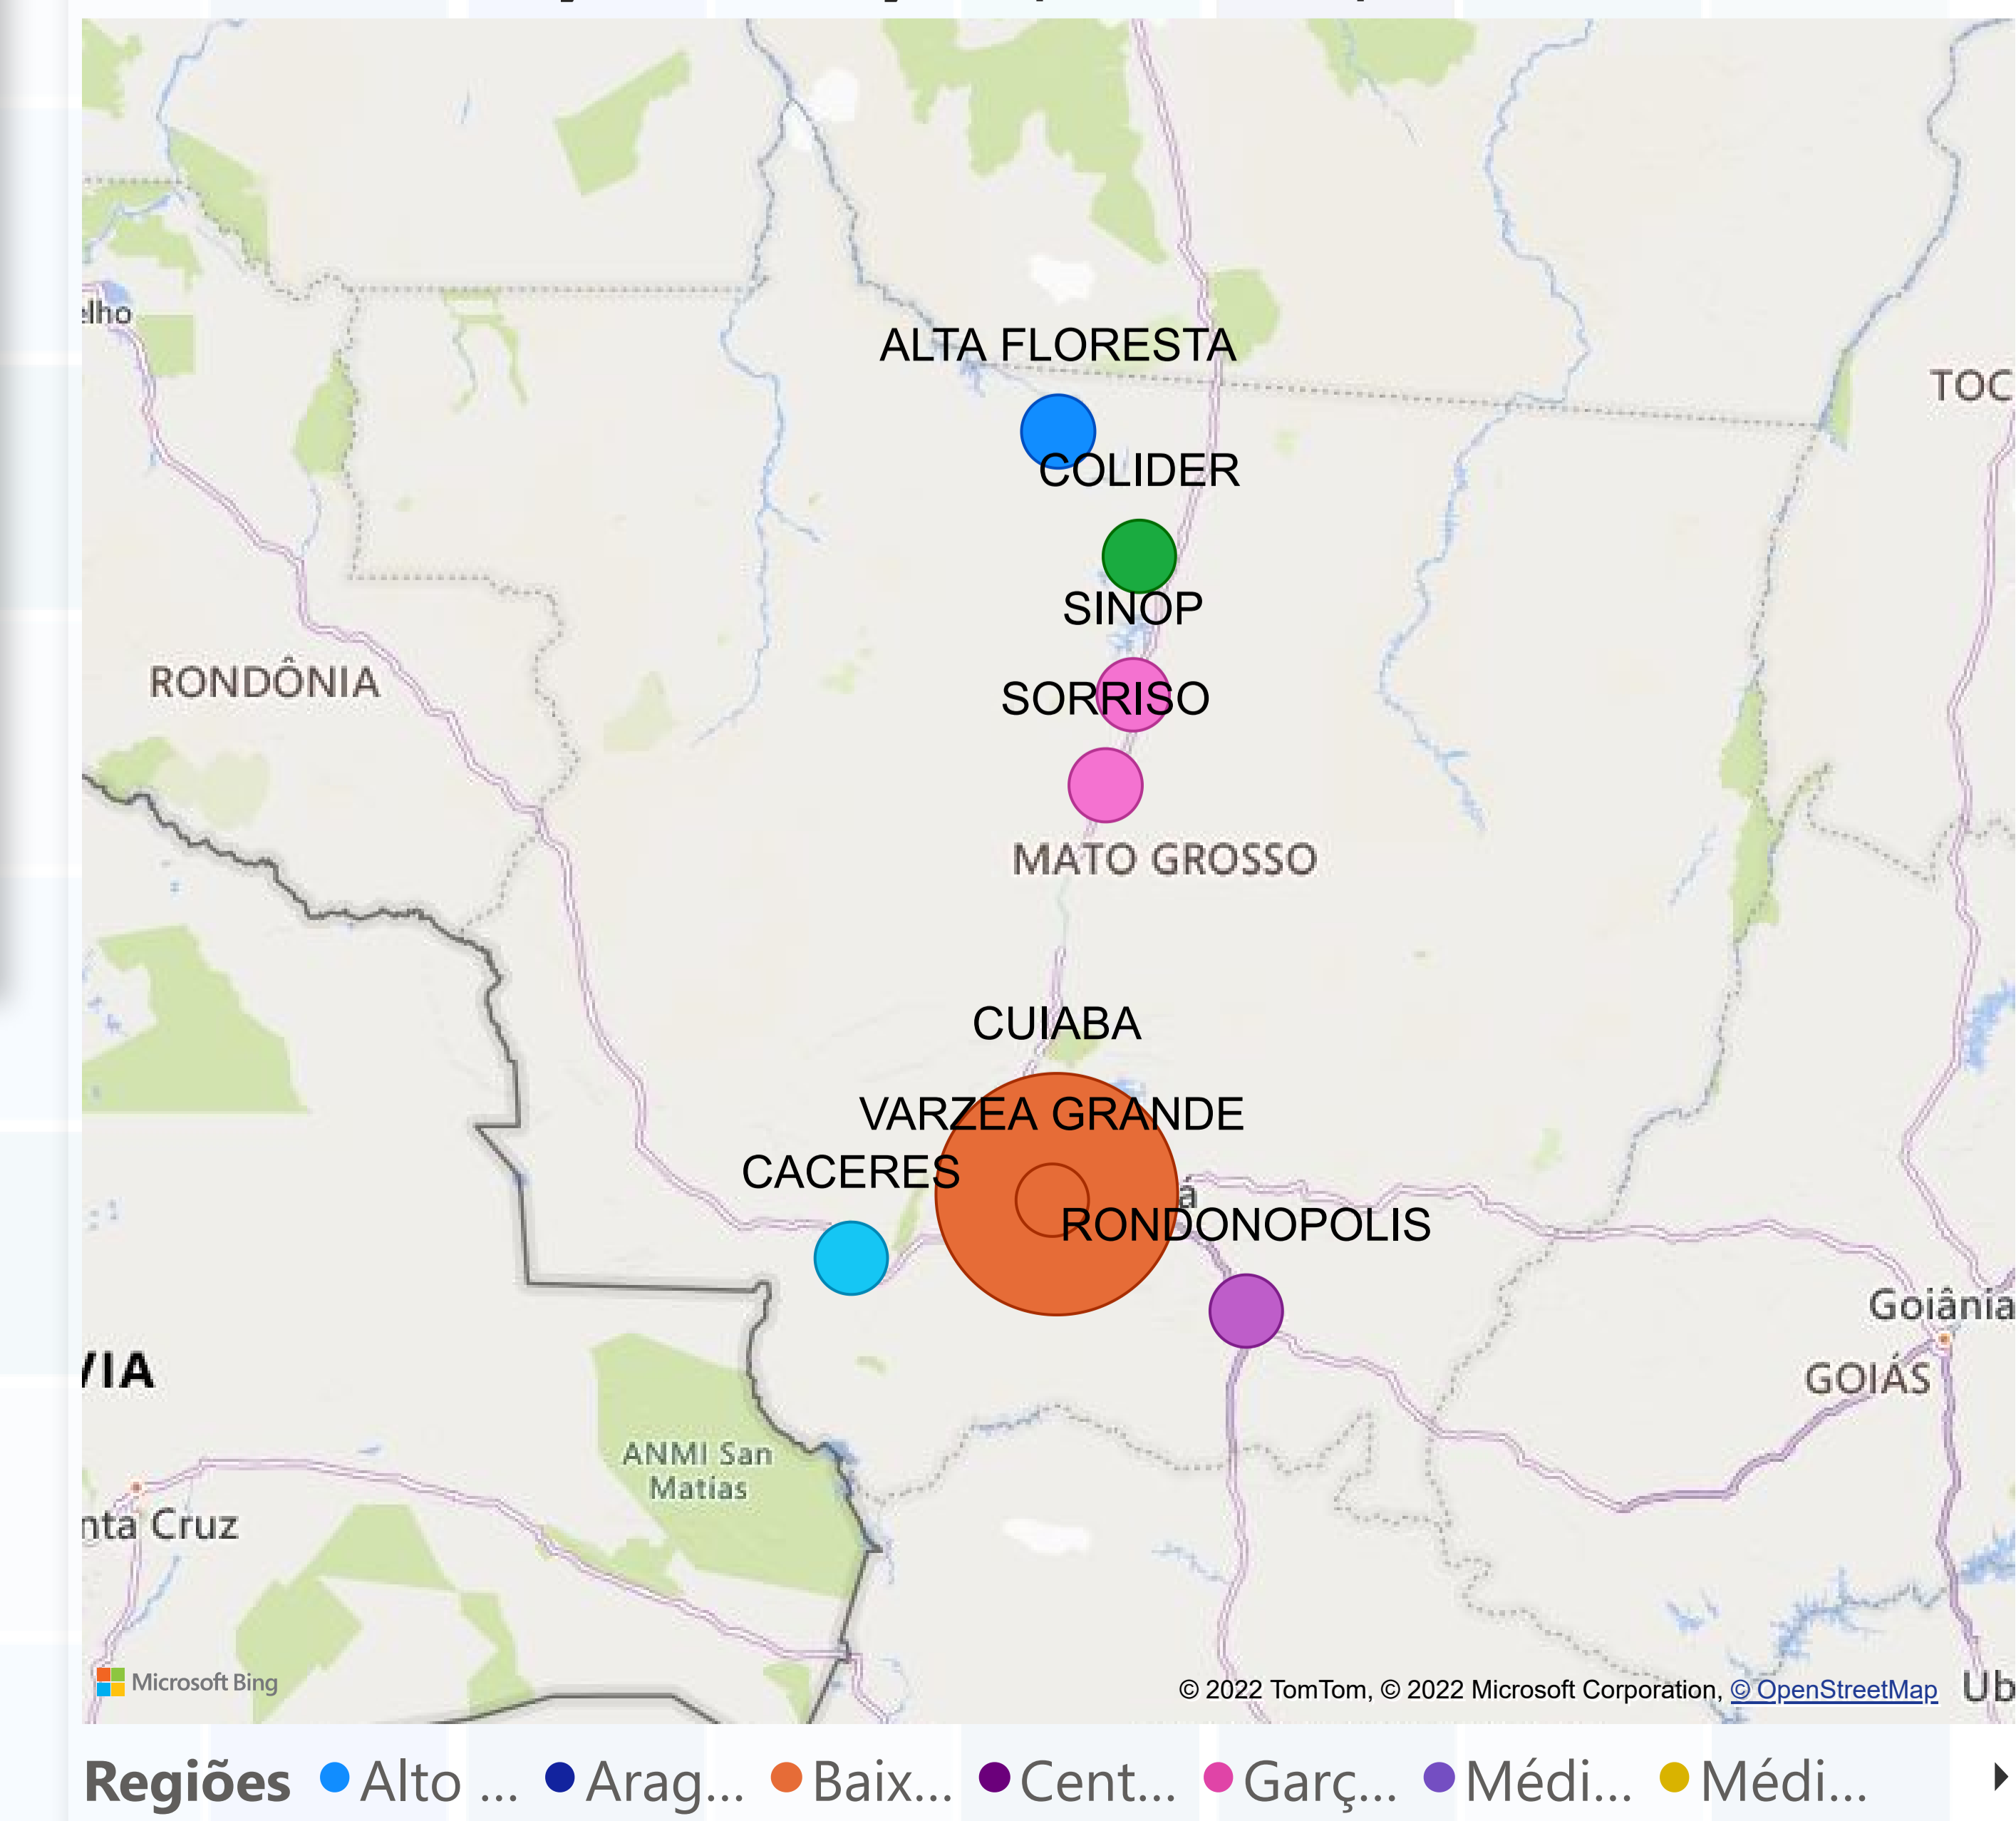 elho
ALTA FLORESTA
TOC
COLIDER
SINOP
RONDÔNIA
SORRISO
MATO GROSSO
CUIABA
VARZEA GRANDE
CACERES
á
RONDONOPOLIS
Goiânia
VIA
GOIÁS
ANMI San
Matías
nta Cruz
Microsoft Bing
© 2022 TomTom, © 2022 Microsoft Corporation, © OpenStreetMap
Ub
Regiões Alto ... Arag... Baix... Cent... Garç... Médi... Médi...